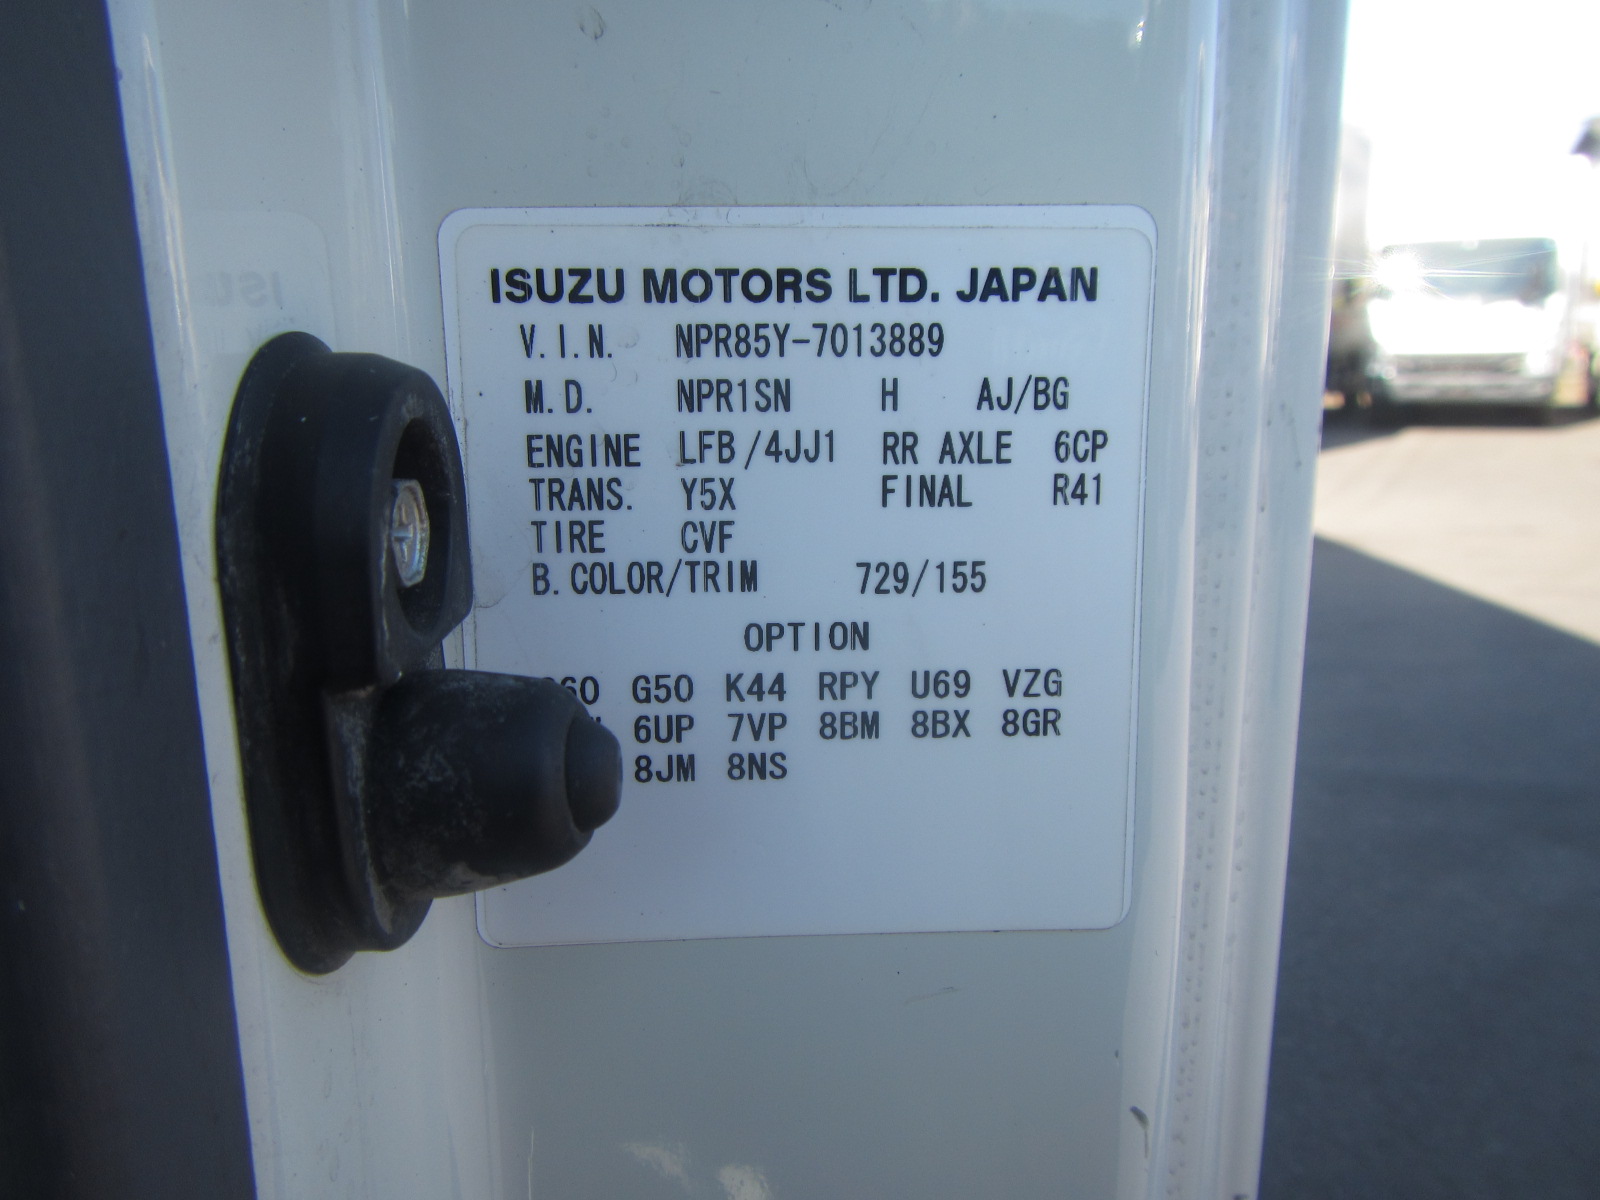 ISUZU MOTORS LTD. JAPAN
V.I.N. NPR85Y-7013889
M.D. NPR1SN H AJ/BG
ENGINE LFB/4JJ1 RR AXLE 6CP
TRANS. Y5X FINAL R41
TIRE CVF
B.COLOR/TRIM 729/155
OPTION
G50 K44 RPY U69 VZG
6UP 7VP 8BM 8BX 8GR
8JM 8NS